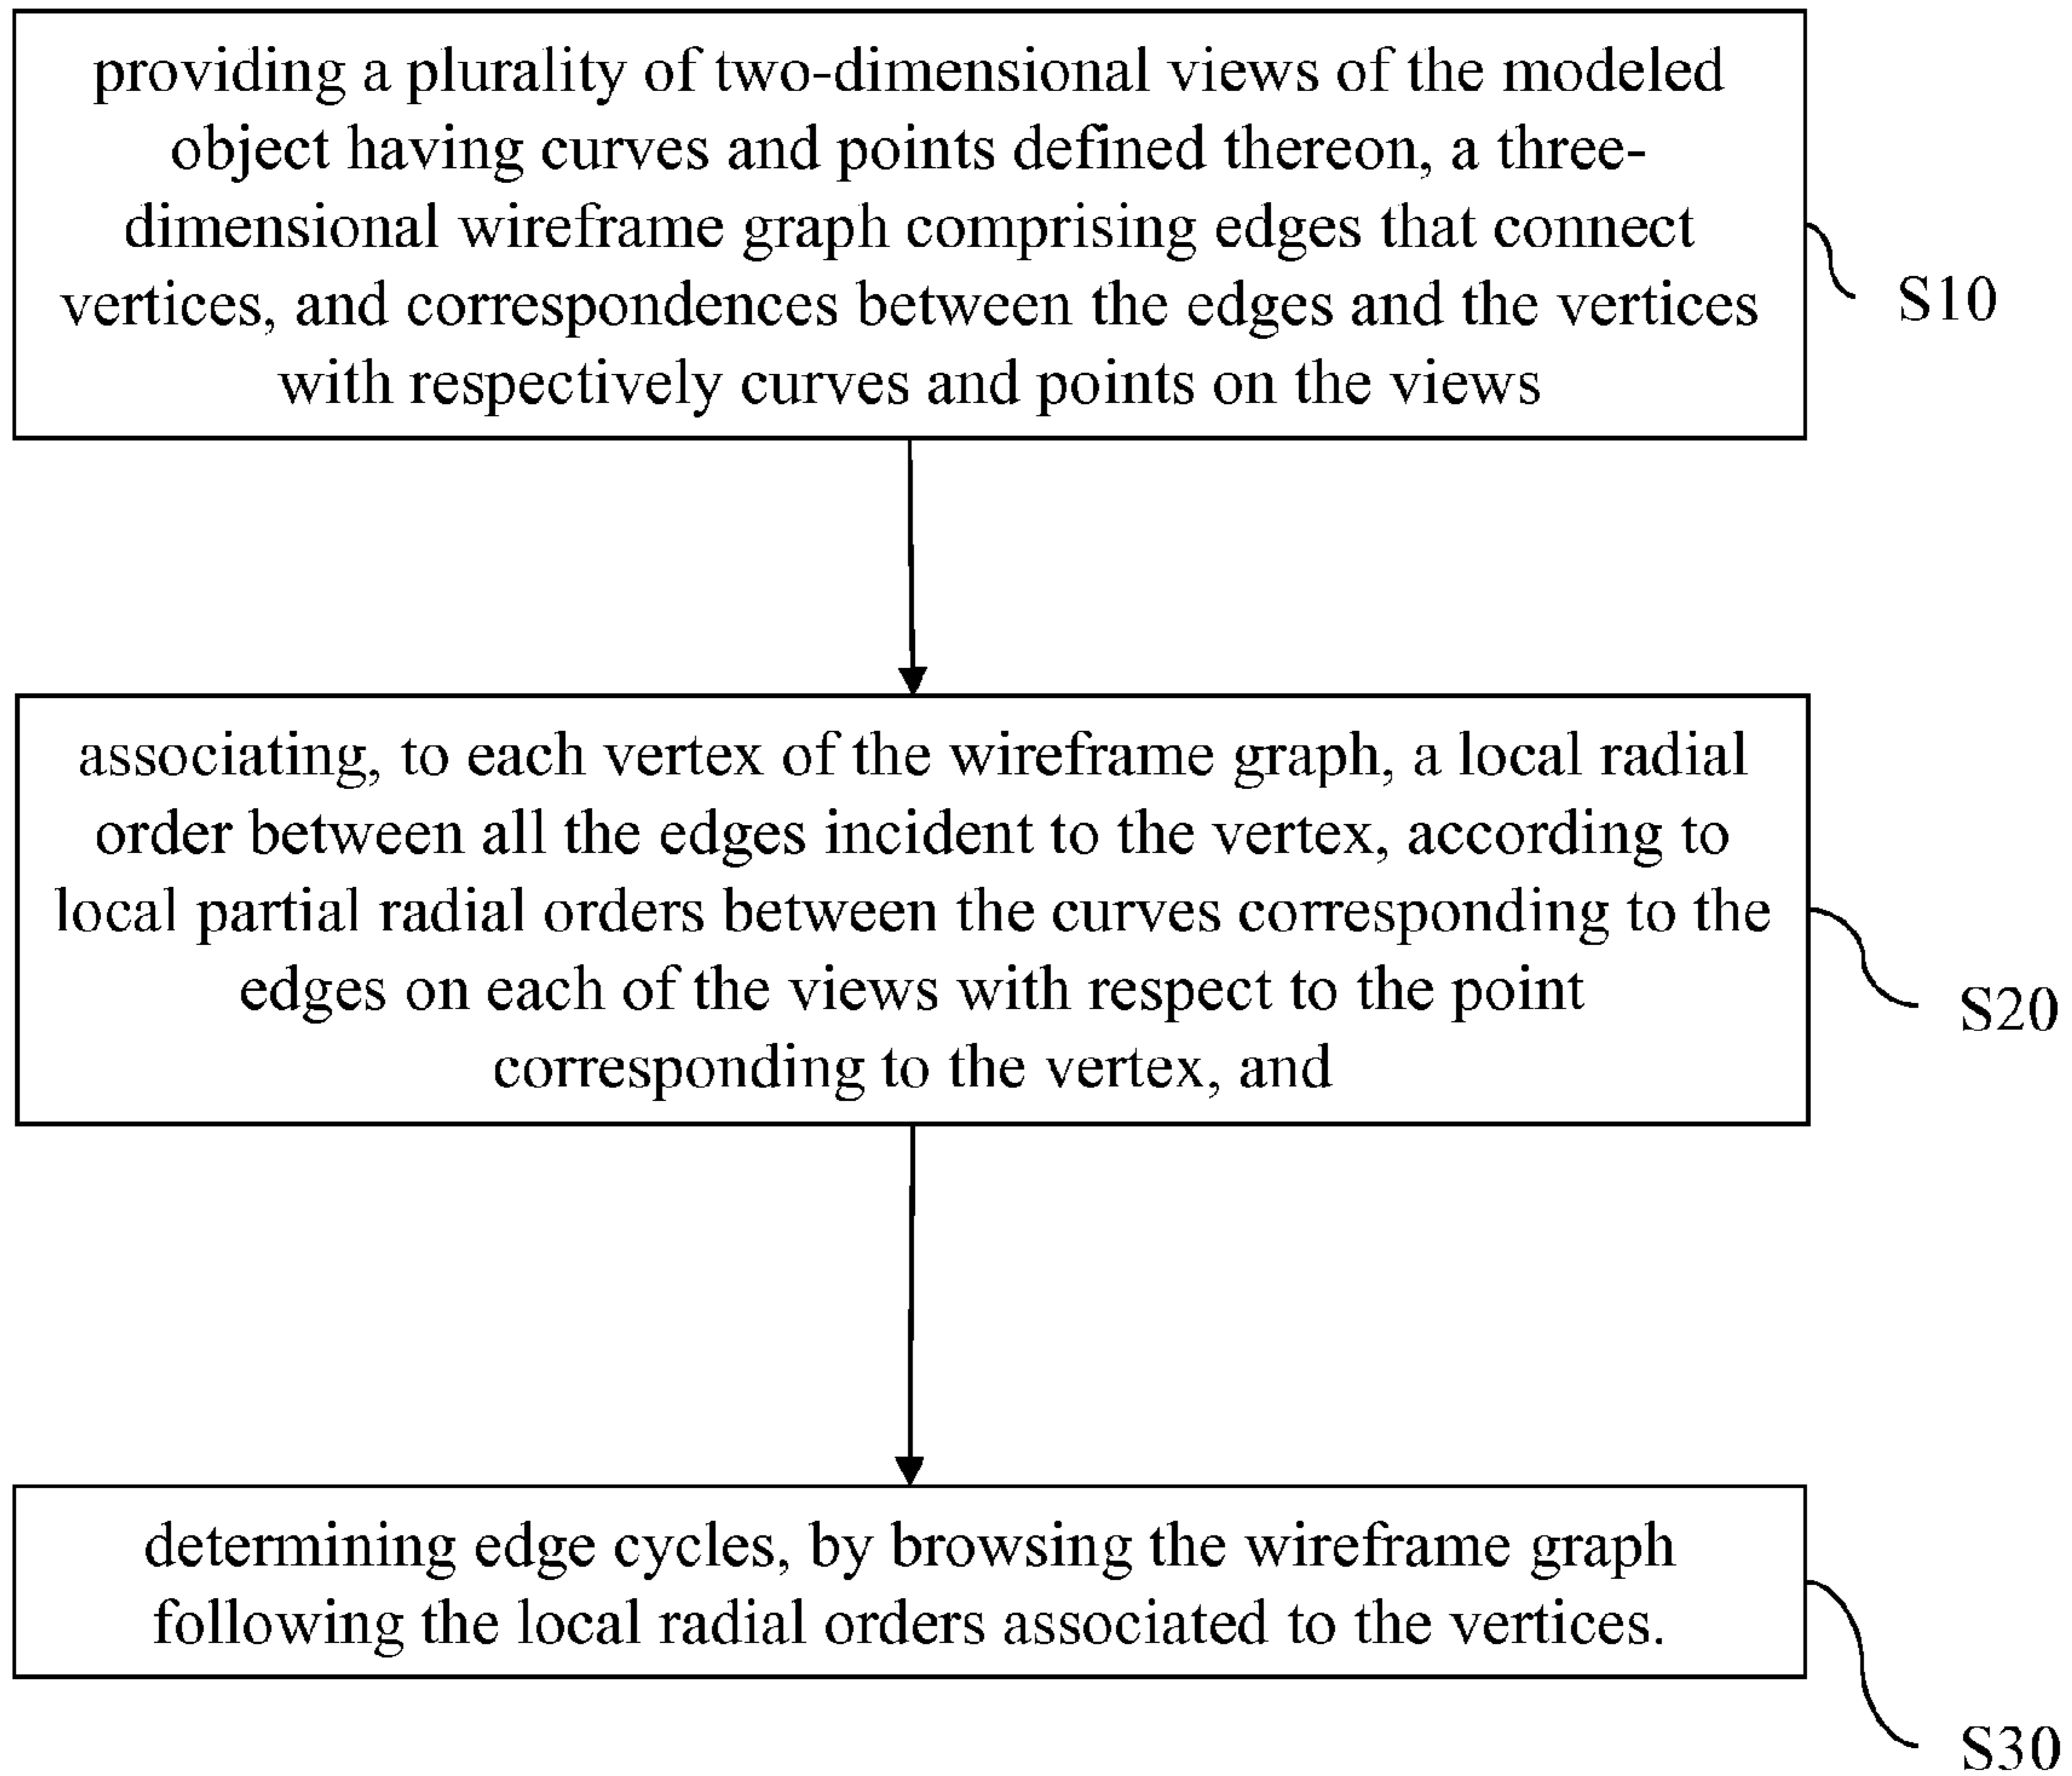 providing a plurality of two-dimensional views of the modeled
object having curves and points defined thereon, a three-
dimensional wireframe graph comprising edges that connect
vertices, and correspondences between the edges and the vertices
with respectively curves and points on the views
S10
associating, to each vertex of the wireframe graph, a local radial
order between all the edges incident to the vertex, according to
local partial radial orders between the curves corresponding to the
edges on each of the views with respect to the point
corresponding to the vertex, and
S20
determining edge cycles, by browsing the wireframe graph
following the local radial orders associated to the vertices.
S30